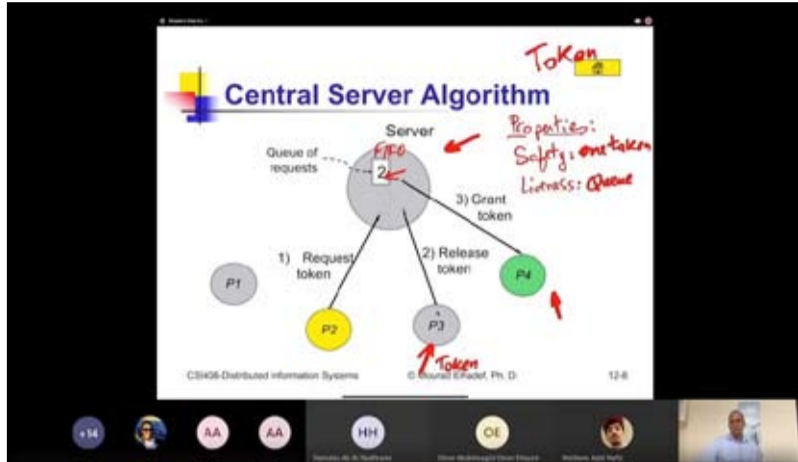 Token
Central Server Algorithm
Server
Properties:
FIFO
Safety: one token
Queue of
requests
2
Liveness: Queue
3) Grant
token
1) Request
token
2) Release
token
P1
P2
P3
P4
Token
CSI408-Distributed Information Systems
© Mourad Elhadef, Ph. D.
12-6
+14
AA
AA
HH
OE